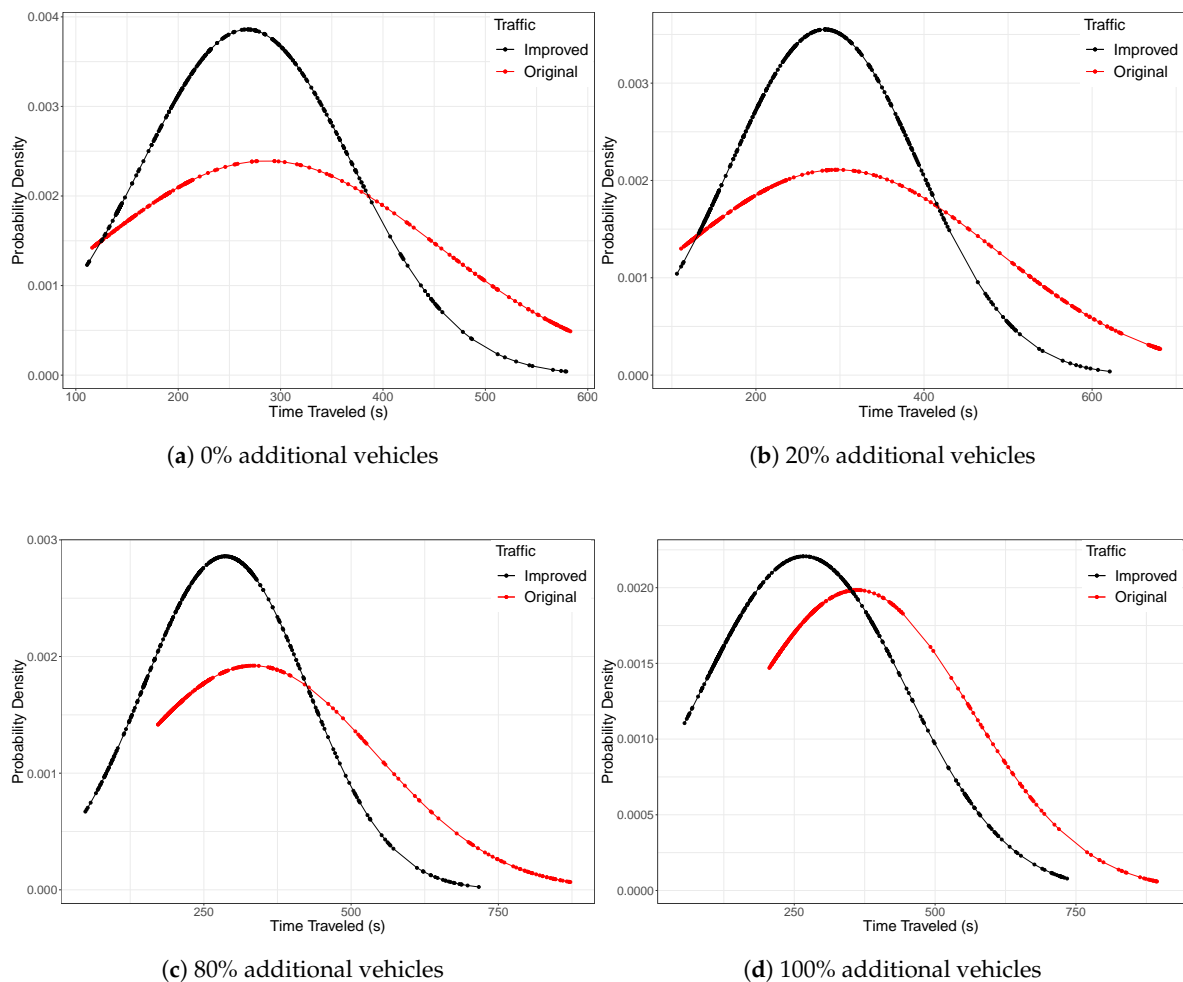 0.004
0.003
0.002
0.001
0.000
Probability Density
Traffic
Improved
Original
100 200 300 400 500 600
Time Traveled (s)
(a) 0% additional vehicles
0.003
0.002
0.001
0.000
Probability Density
Traffic
Improved
Original
200 400 600
Time Traveled (s)
(b) 20% additional vehicles
0.003
0.002
0.001
0.000
Probability Density
Traffic
Improved
Original
250 500 750
Time Traveled (s)
(c) 80% additional vehicles
0.0020
0.0015
0.0010
0.0005
0.0000
Probability Density
Traffic
Improved
Original
250 500 750
Time Traveled (s)
(d) 100% additional vehicles